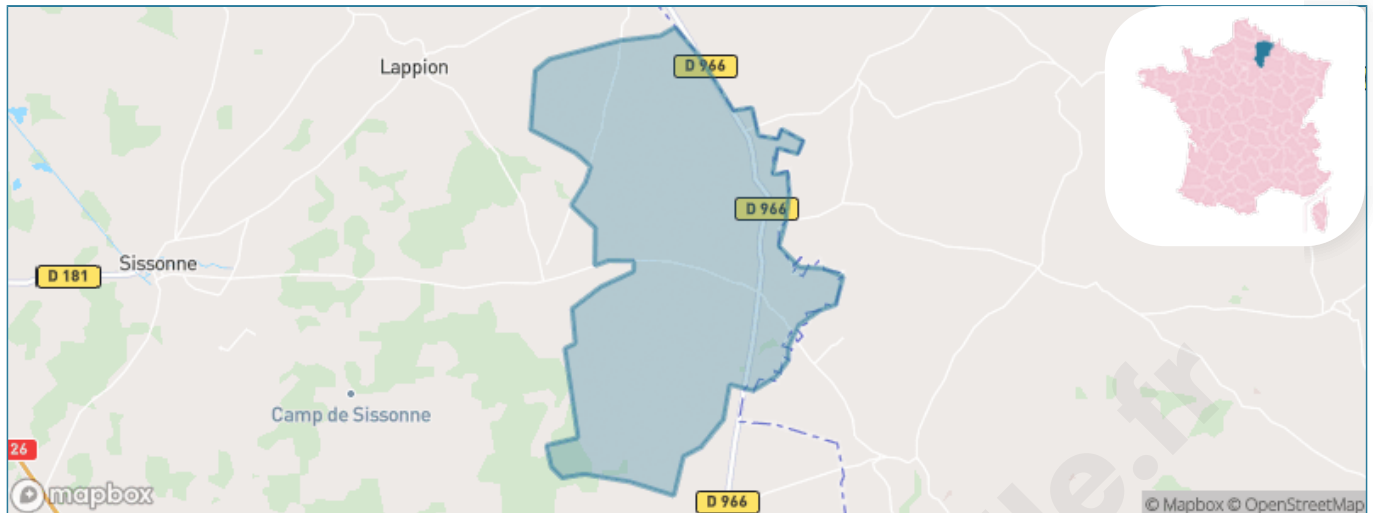 D 966
Lappion
D 966
Sissonne
D 181
Camp de Sissonne
26
mapbox
D 966
© Mapbox © OpenStreetMap